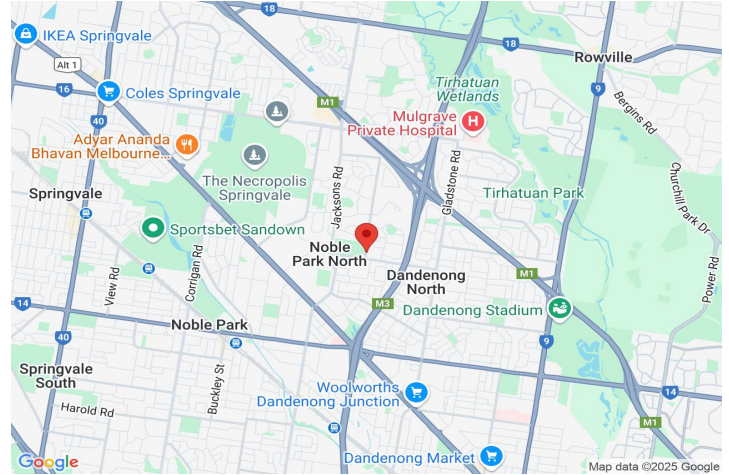 18
IKEA Springvale
18
Rowville
Alt 1
16
Coles Springvale
Tirhatuan
Wetlands
9
M1
40
Mulgrave
Private Hospital
H
Bergins Rd
Adyar Ananda
Bhavan Melbourne...
The Necropolis
Springvale
Jacksons Rd
Gladstone Rd
Churchill Park Dr
Springvale
Tirhatuan Park
Sportsbet Sandown
Noble
Park North
Corrigan Rd
View Rd
Dandenong
North
M1
Power Rd
14
M3
Dandenong Stadium
Noble Park
40
9
Springvale
South
Buckley St
Woolworths
Dandenong Junction
14
Harold Rd
M1
Dandenong Market
Google
Map data ©2025 Google